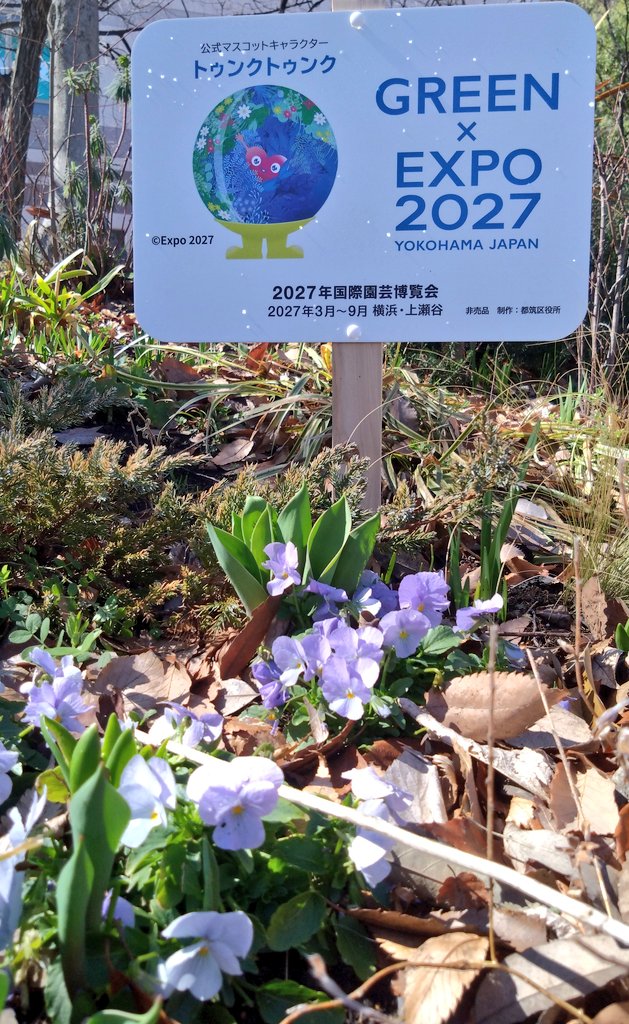 公式マスコットキャラクター
トゥンクトゥンク
GREEN
×
EXPO
2027
YOKOHAMA JAPAN
©Expo 2027
2027年国際園芸博覧会
2027年3月～9月 横浜・上瀬谷
非売品 制作：都筑区役所